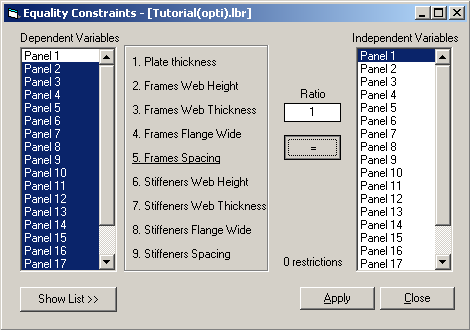 Equality Constraints - [Tutorial(opti).lbr]
Dependent Variables
Independent Variables
Panel 1
Panel 2
Panel 3
Panel 4
Panel 5
Panel 6
Panel 7
Panel 8
Panel 9
Panel 10
Panel 11
Panel 12
Panel 13
Panel 14
Panel 15
Panel 16
Panel 17
1. Plate thickness
2. Frames Web Height
3. Frames Web Thickness
4. Frames Flange Wide
5. Frames Spacing
6. Stiffeners Web Height
7. Stiffeners Web Thickness
8. Stiffeners Flange Wide
9. Stiffeners Spacing
Ratio
1
=
0 restrictions
Panel 1
Panel 2
Panel 3
Panel 4
Panel 5
Panel 6
Panel 7
Panel 8
Panel 9
Panel 10
Panel 11
Panel 12
Panel 13
Panel 14
Panel 15
Panel 16
Panel 17
Show List >>
Apply
Close